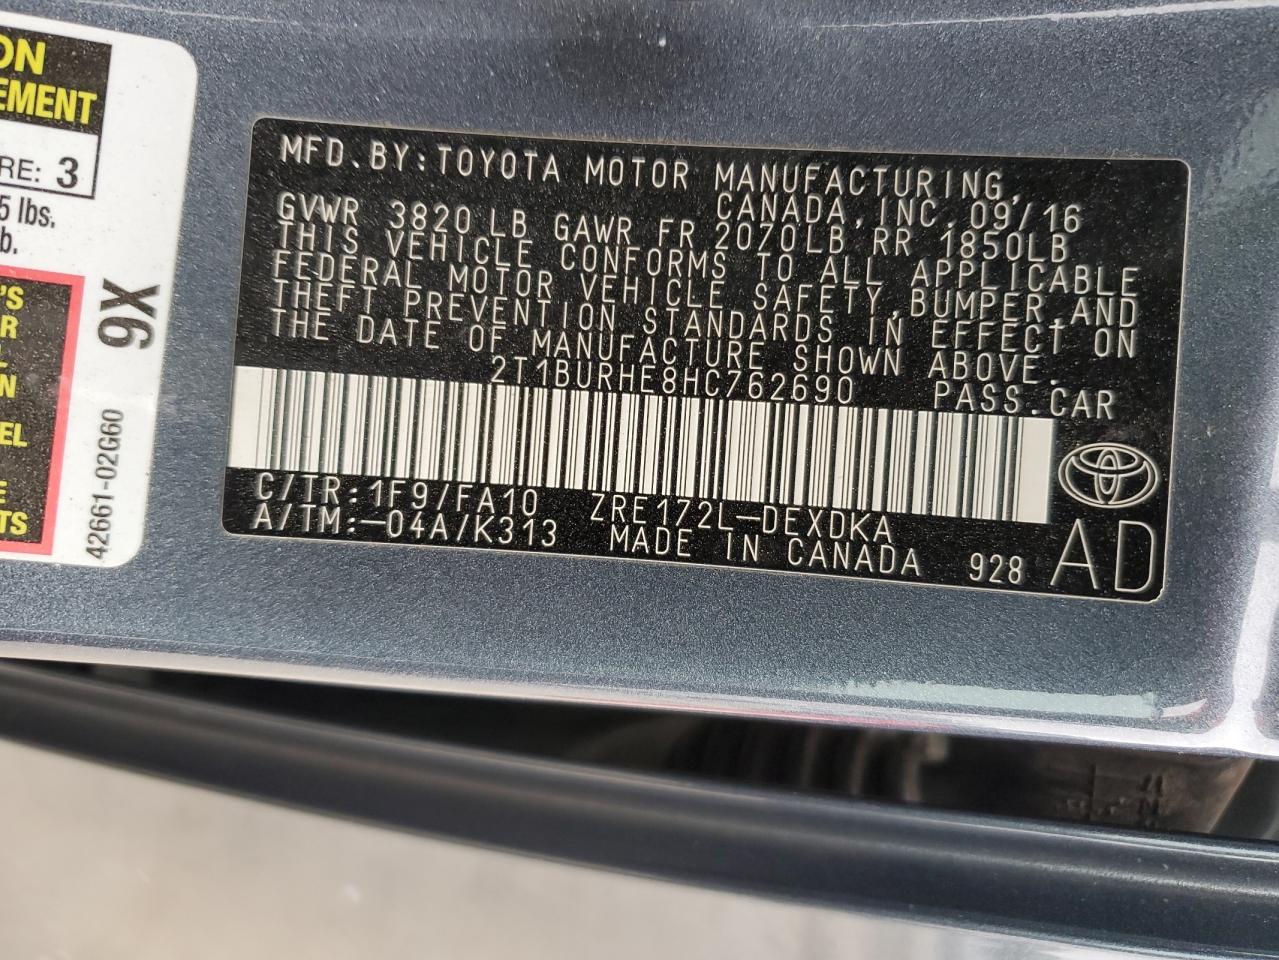 ON
EMENT
RE: 3
5 lbs.
b.
'S
R
L
N
EL
E
TS
9X
42661-02G60
MFD.BY:TOYOTA MOTOR MANUFACTURING,
CANADA,INC.09/16
GVWR 3820LB GAWR FR 2070LB RR 1850LB
THIS VEHICLE CONFORMS TO ALL APPLICABLE
FEDERAL MOTOR VEHICLE SAFETY,BUMPER,AND
THEFT PREVENTION STANDARDS IN EFFECT ON
THE DATE OF MANUFACTURE SHOWN ABOVE.
2T1BURHE8HC762690 PASS.CAR
C/TR:1F9/FA10 ZRE172L-DEXDKA
A/TM:-04A/K313 MADE IN CANADA 928 AD